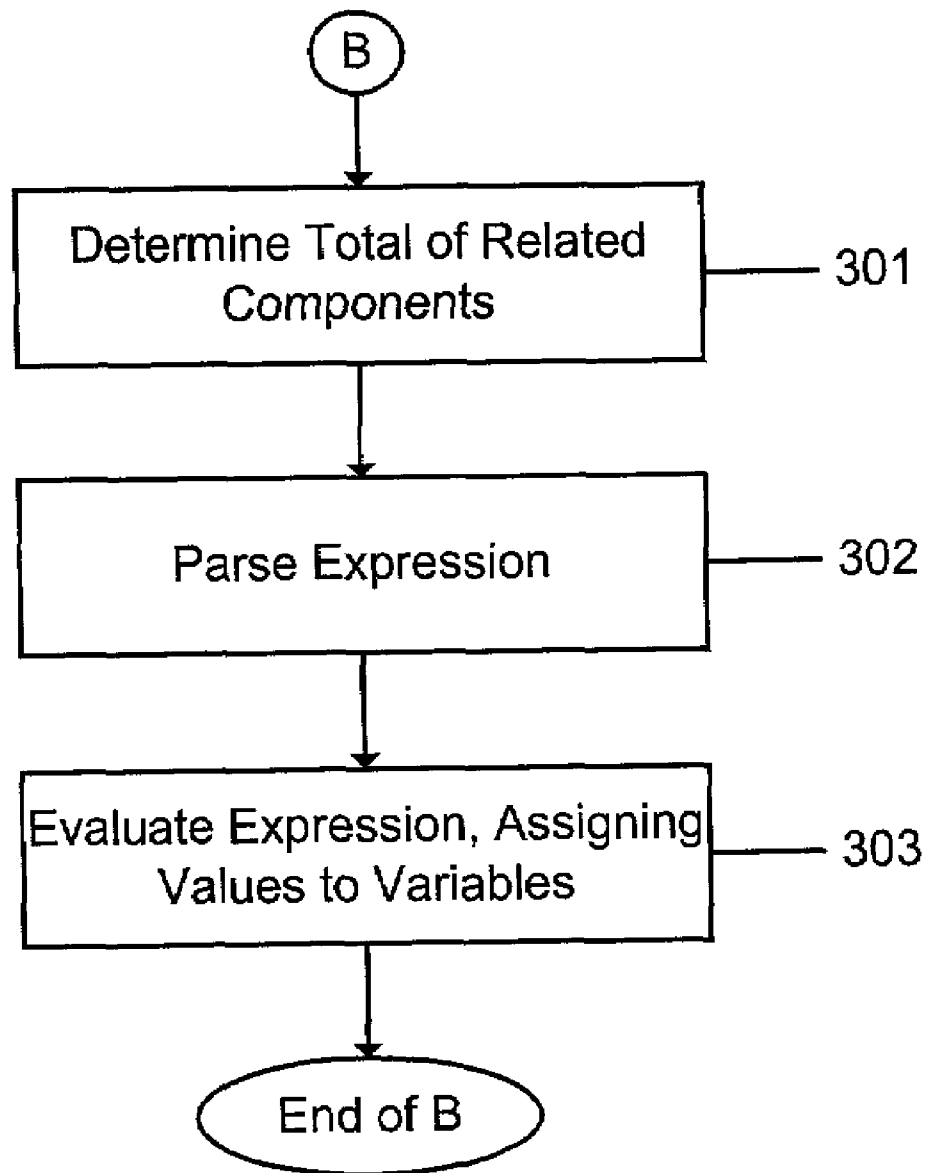 B
Determine Total of Related
Components
301
Parse Expression
302
Evaluate Expression, Assigning
Values to Variables
303
End of B